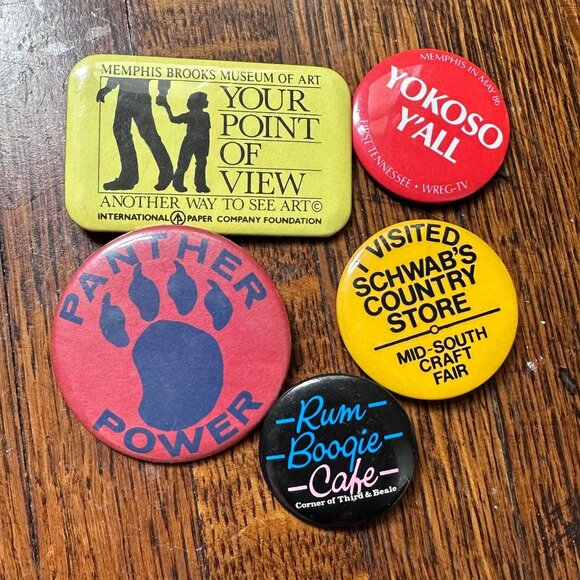 MEMPHIS BROOKS MUSEUM OF ART
YOUR
POINT
OF
VIEW
ANOTHER WAY TO SEE ART©
INTERNATIONAL PAPER COMPANY FOUNDATION
MEMPHIS IN MAY 86
YOKOSO
Y'ALL
FIRST TENNESSEE • WREG-TV
PANTHER
POWER
I VISITED
SCHWAB'S
COUNTRY
STORE
MID-SOUTH
CRAFT
FAIR
Rum
Boogie
Cafe
Corner of Third & Beale